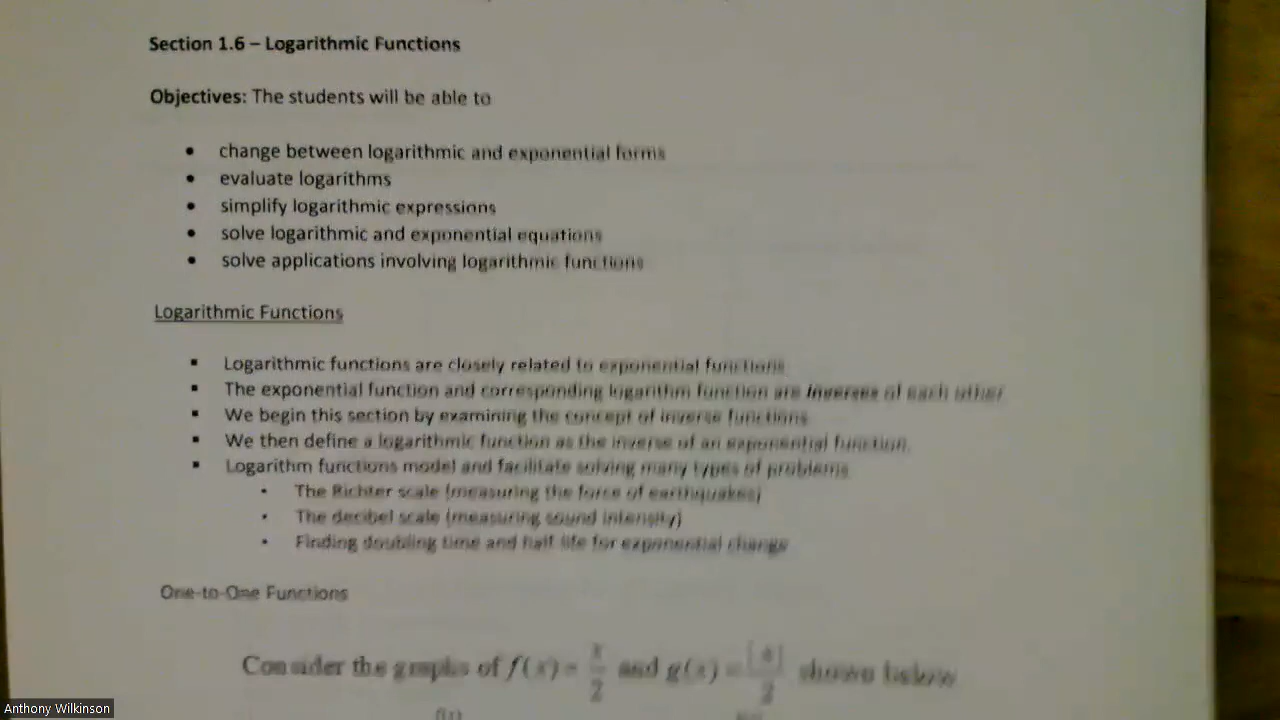 Section 1.6 – Logarithmic Functions
Objectives: The students will be able to
• change between logarithmic and exponential forms
• evaluate logarithms
• simplify logarithmic expressions
• solve logarithmic and exponential equations
• solve applications involving logarithmic functions
Logarithmic Functions
▪ Logarithmic functions are closely related to exponential functions
▪ The exponential function and corresponding logarithm function are inverses of each other
▪ We begin this section by examining the concept of inverse functions
▪ We then define a logarithmic function as the inverse of an exponential function.
▪ Logarithm functions model and facilitate solving many types of problems
• The Richter scale (measuring the force of earthquakes)
• The decibel scale (measuring sound intensity)
• Finding doubling time and half life for exponential change
One-to-One Functions
Consider the graphs of f(x) = x/2 and g(x) = |x|/2 shown below
Anthony Wilkinson